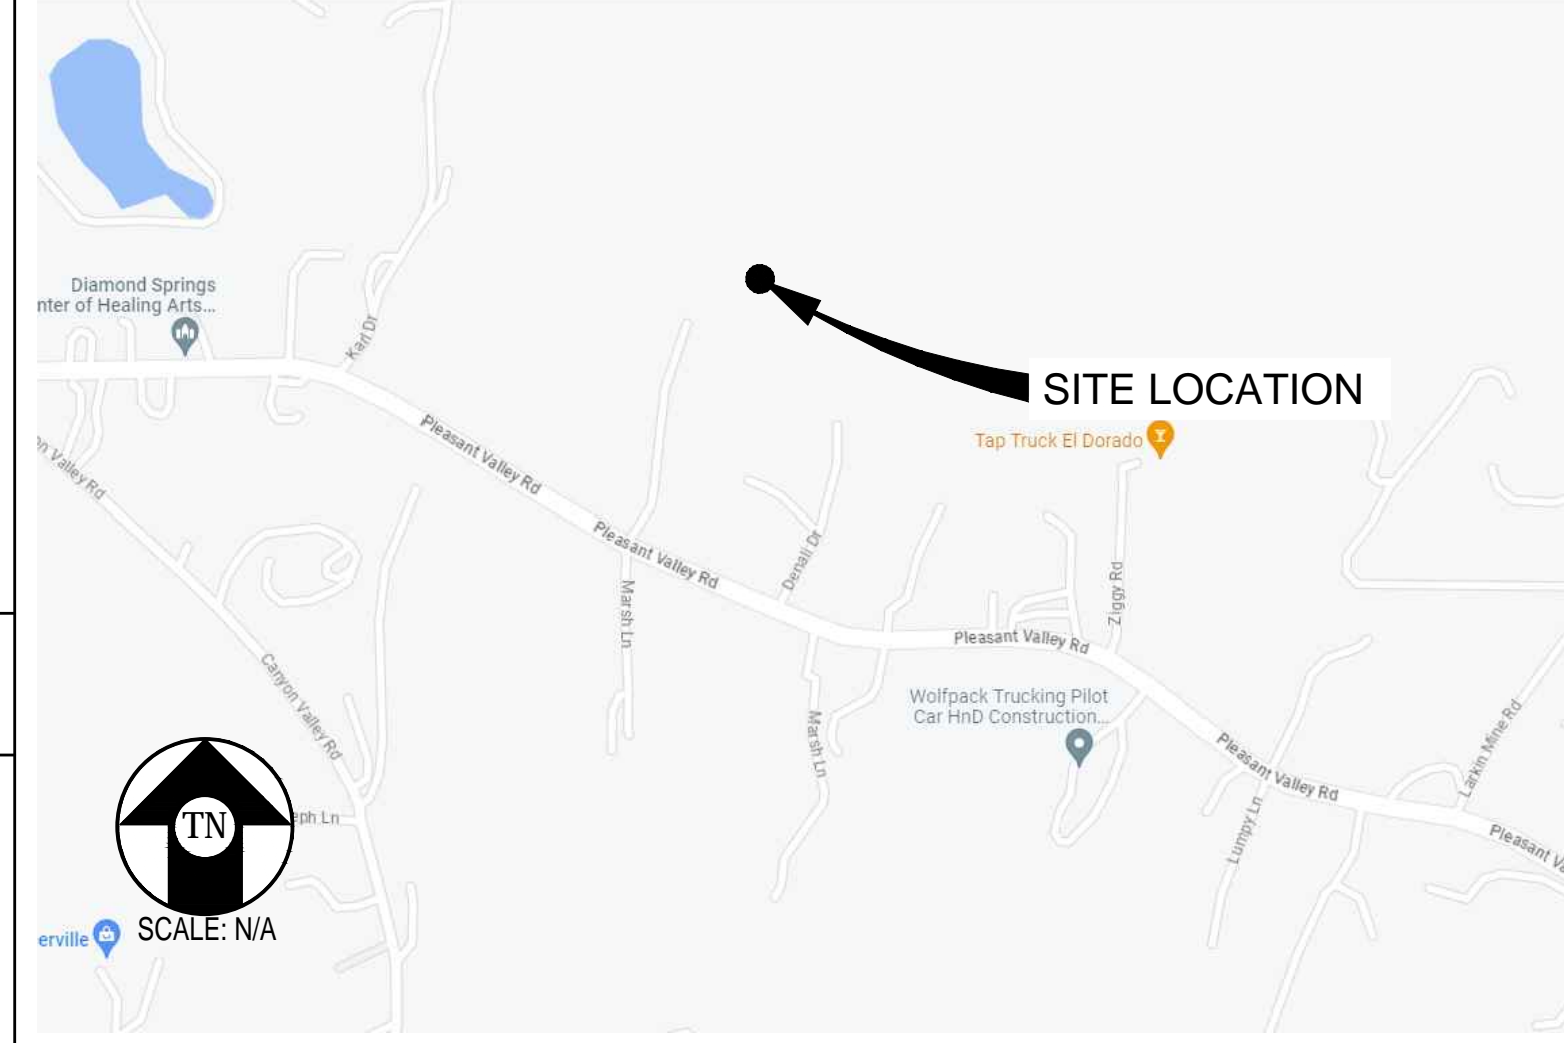 Diamond Springs
nter of Healing Arts...
Karl Dr
SITE LOCATION
Pleasant Valley Rd
Tap Truck El Dorado
on Valley Rd
Pleasant Valley Rd
Denali Dr
Marsh Ln
Ziggy Rd
Pleasant Valley Rd
Canyon Valley Rd
Wolfpack Trucking Pilot
Car HnD Construction...
Marsh Ln
Pleasant Valley Rd
Larkin Mine Rd
TN
eph Ln
Lumpy Ln
Pleasant Va
SCALE: N/A
erville